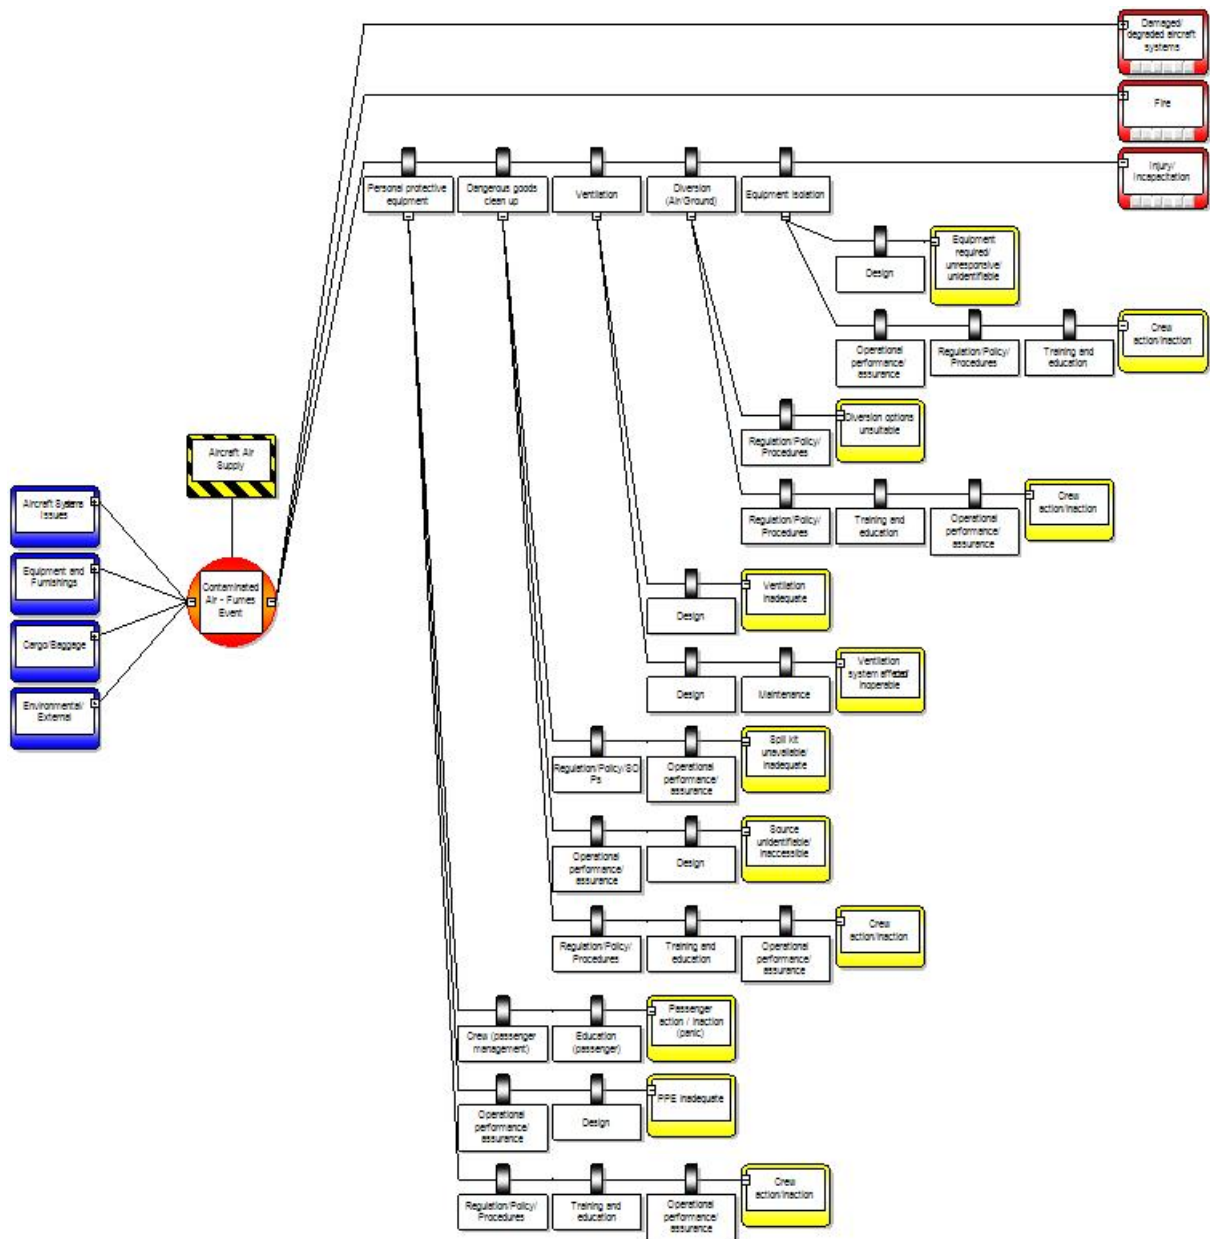 Damaged/
degraded aircraft
systems
Fire
Injury/
Incapacitation
Personal protective
equipment
Dangerous goods
clean up
Ventilation
Diversion
(Air/Ground)
Equipment isolation
Design
Equipment
required/
unresponsive/
unidentifiable
Operational
performance/
assurance
Regulation/Policy/
Procedures
Training and
education
Crew
action/inaction
Regulation/Policy/
Procedures
Diversion options
unsuitable
Regulation/Policy/
Procedures
Training and
education
Operational
performance/
assurance
Crew
action/inaction
Aircraft Air
Supply
Aircraft System
Issues
Equipment and
Furnishings
Cargo/Baggage
Environmental/
External
Contaminated
Air - Fumes
Event
Design
Ventilation
inadequate
Design
Maintenance
Ventilation
system affected/
inoperable
Regulation/Policy/SO
Ps
Operational
performance/
assurance
Spill kit
unavailable/
inadequate
Operational
performance/
assurance
Design
Source
unidentifiable/
inaccessible
Regulation/Policy/
Procedures
Training and
education
Operational
performance/
assurance
Crew
action/inaction
Crew (passenger
management)
Education
(passenger)
Passenger
action / inaction
(panic)
Operational
performance/
assurance
Design
PPE inadequate
Regulation/Policy/
Procedures
Training and
education
Operational
performance/
assurance
Crew
action/inaction